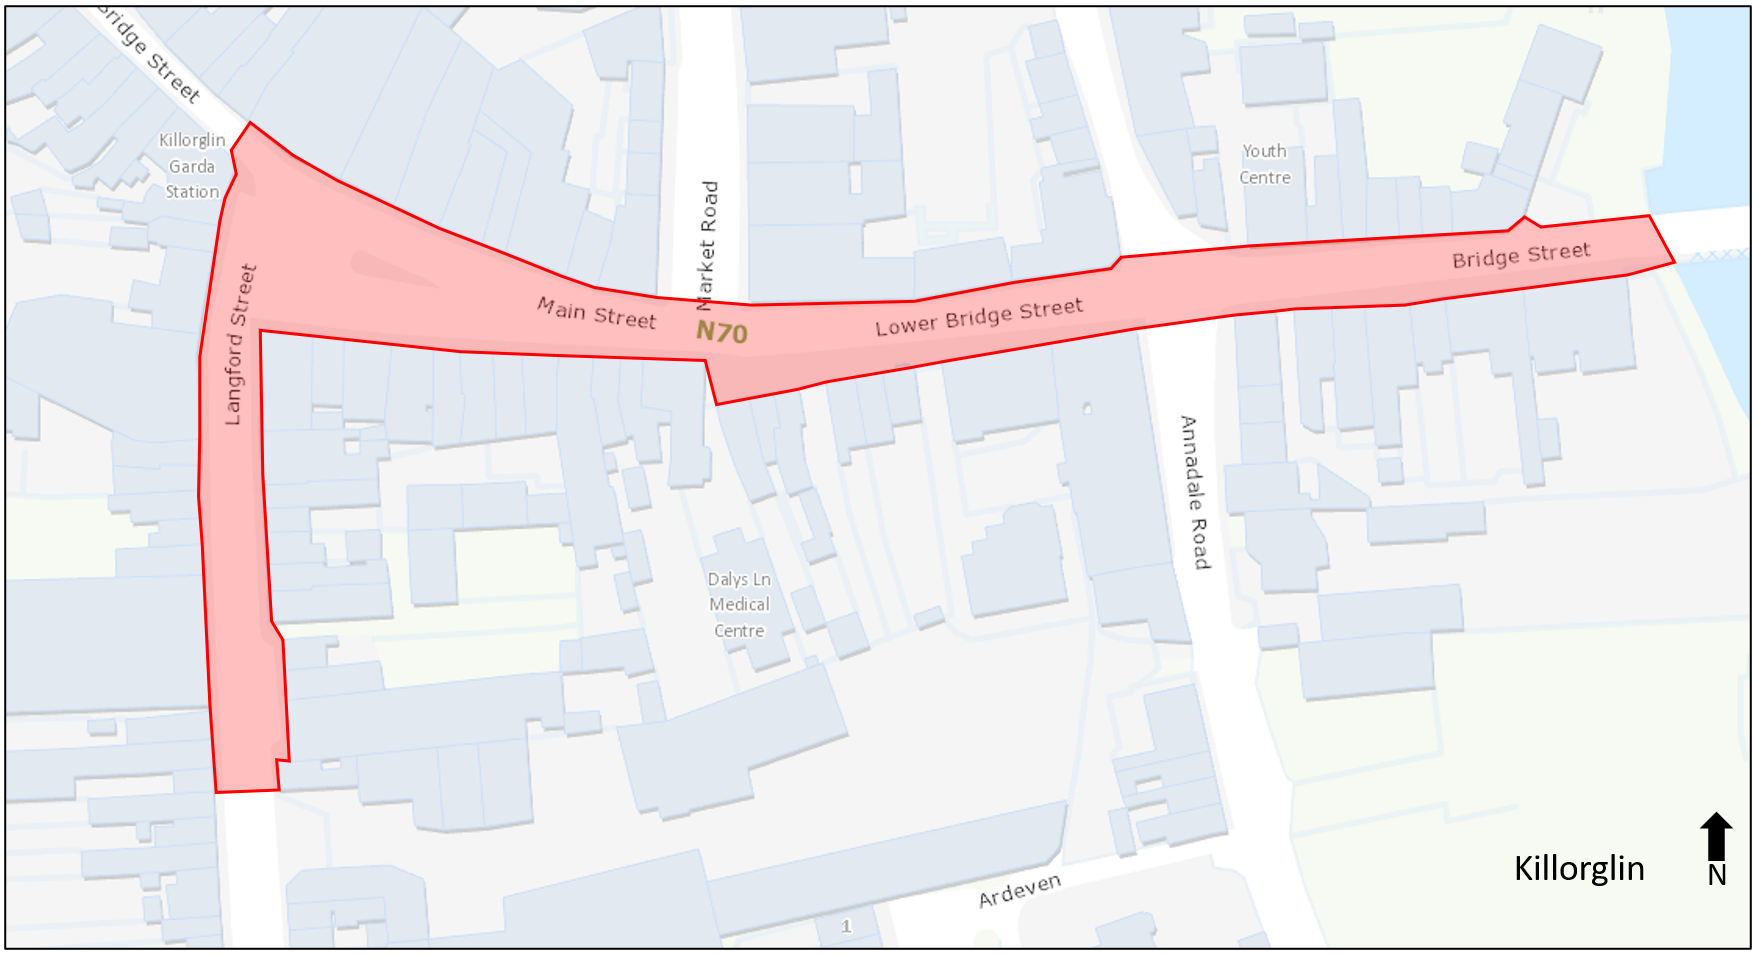 Bridge Street
Killorglin
Garda
Station
Market Road
Youth
Centre
Bridge Street
Langford Street
Main Street
N70
Lower Bridge Street
Annadale Road
Dalys Ln
Medical
Centre
Ardeven
1
Killorglin
N